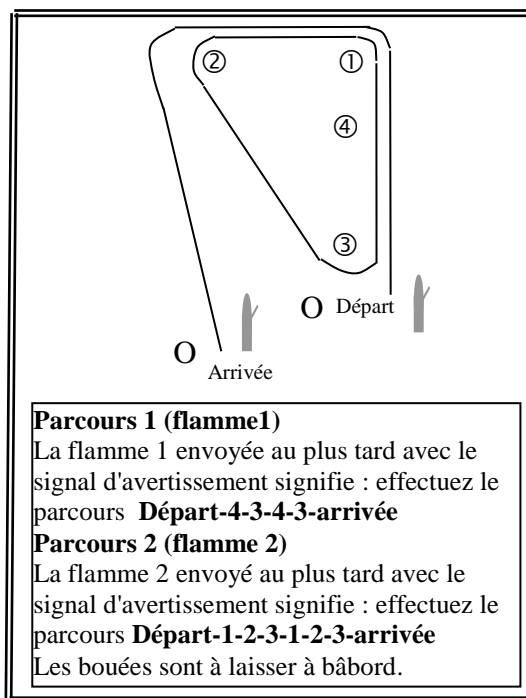 ② ①
④
③
O Départ
O
Arrivée
Parcours 1 (flamme1)
La flamme 1 envoyée au plus tard avec le
signal d'avertissement signifie : effectuez le
parcours Départ-4-3-4-3-arrivée
Parcours 2 (flamme 2)
La flamme 2 envoyé au plus tard avec le
signal d'avertissement signifie : effectuez le
parcours Départ-1-2-3-1-2-3-arrivée
Les bouées sont à laisser à bâbord.